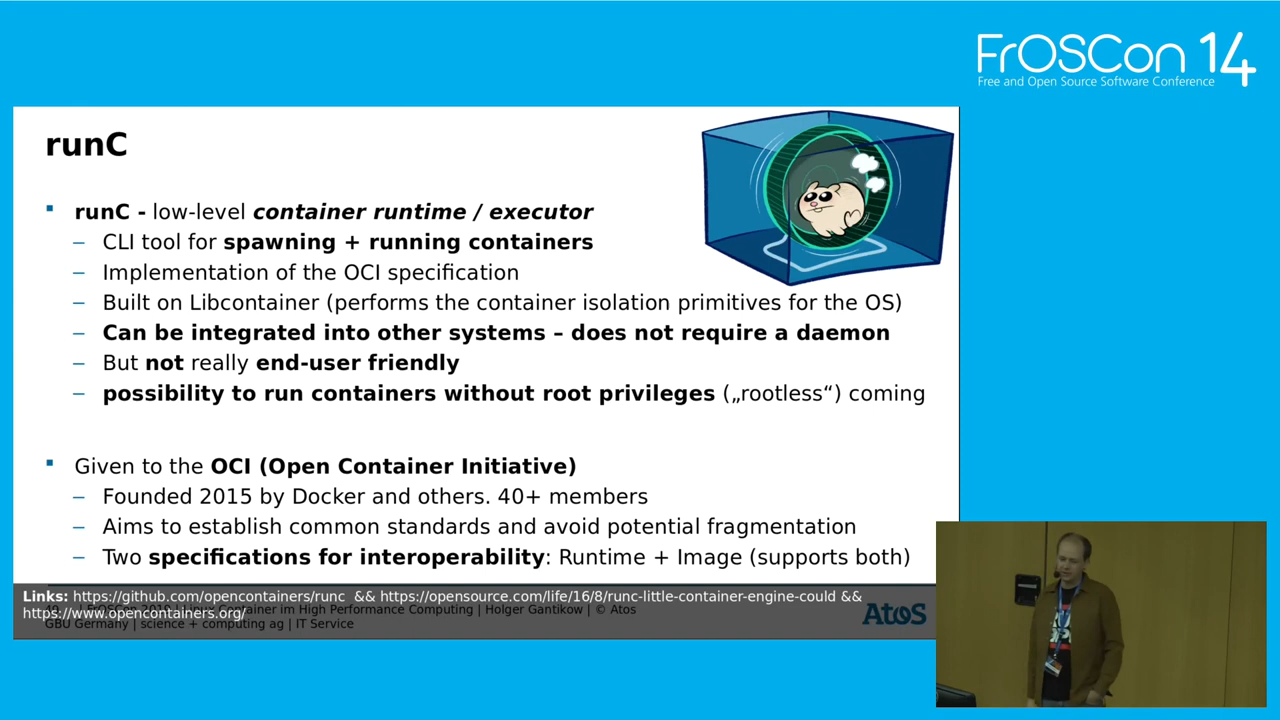 FrOSCon 14
Free and Open Source Software Conference
runC
runC - low-level container runtime / executor
– CLI tool for spawning + running containers
– Implementation of the OCI specification
– Built on Libcontainer (performs the container isolation primitives for the OS)
– Can be integrated into other systems – does not require a daemon
– But not really end-user friendly
– possibility to run containers without root privileges („rootless“) coming
Given to the OCI (Open Container Initiative)
– Founded 2015 by Docker and others. 40+ members
– Aims to establish common standards and avoid potential fragmentation
– Two specifications for interoperability: Runtime + Image (supports both)
Links: https://github.com/opencontainers/runc && https://opensource.com/life/16/8/runc-little-container-engine-could &&
https://www.opencontainers.org/
| FrOSCon 2019 | Linux Container im High Performance Computing | Holger Gantikow | © Atos
GBU Germany | science + computing ag | IT Service
Atos